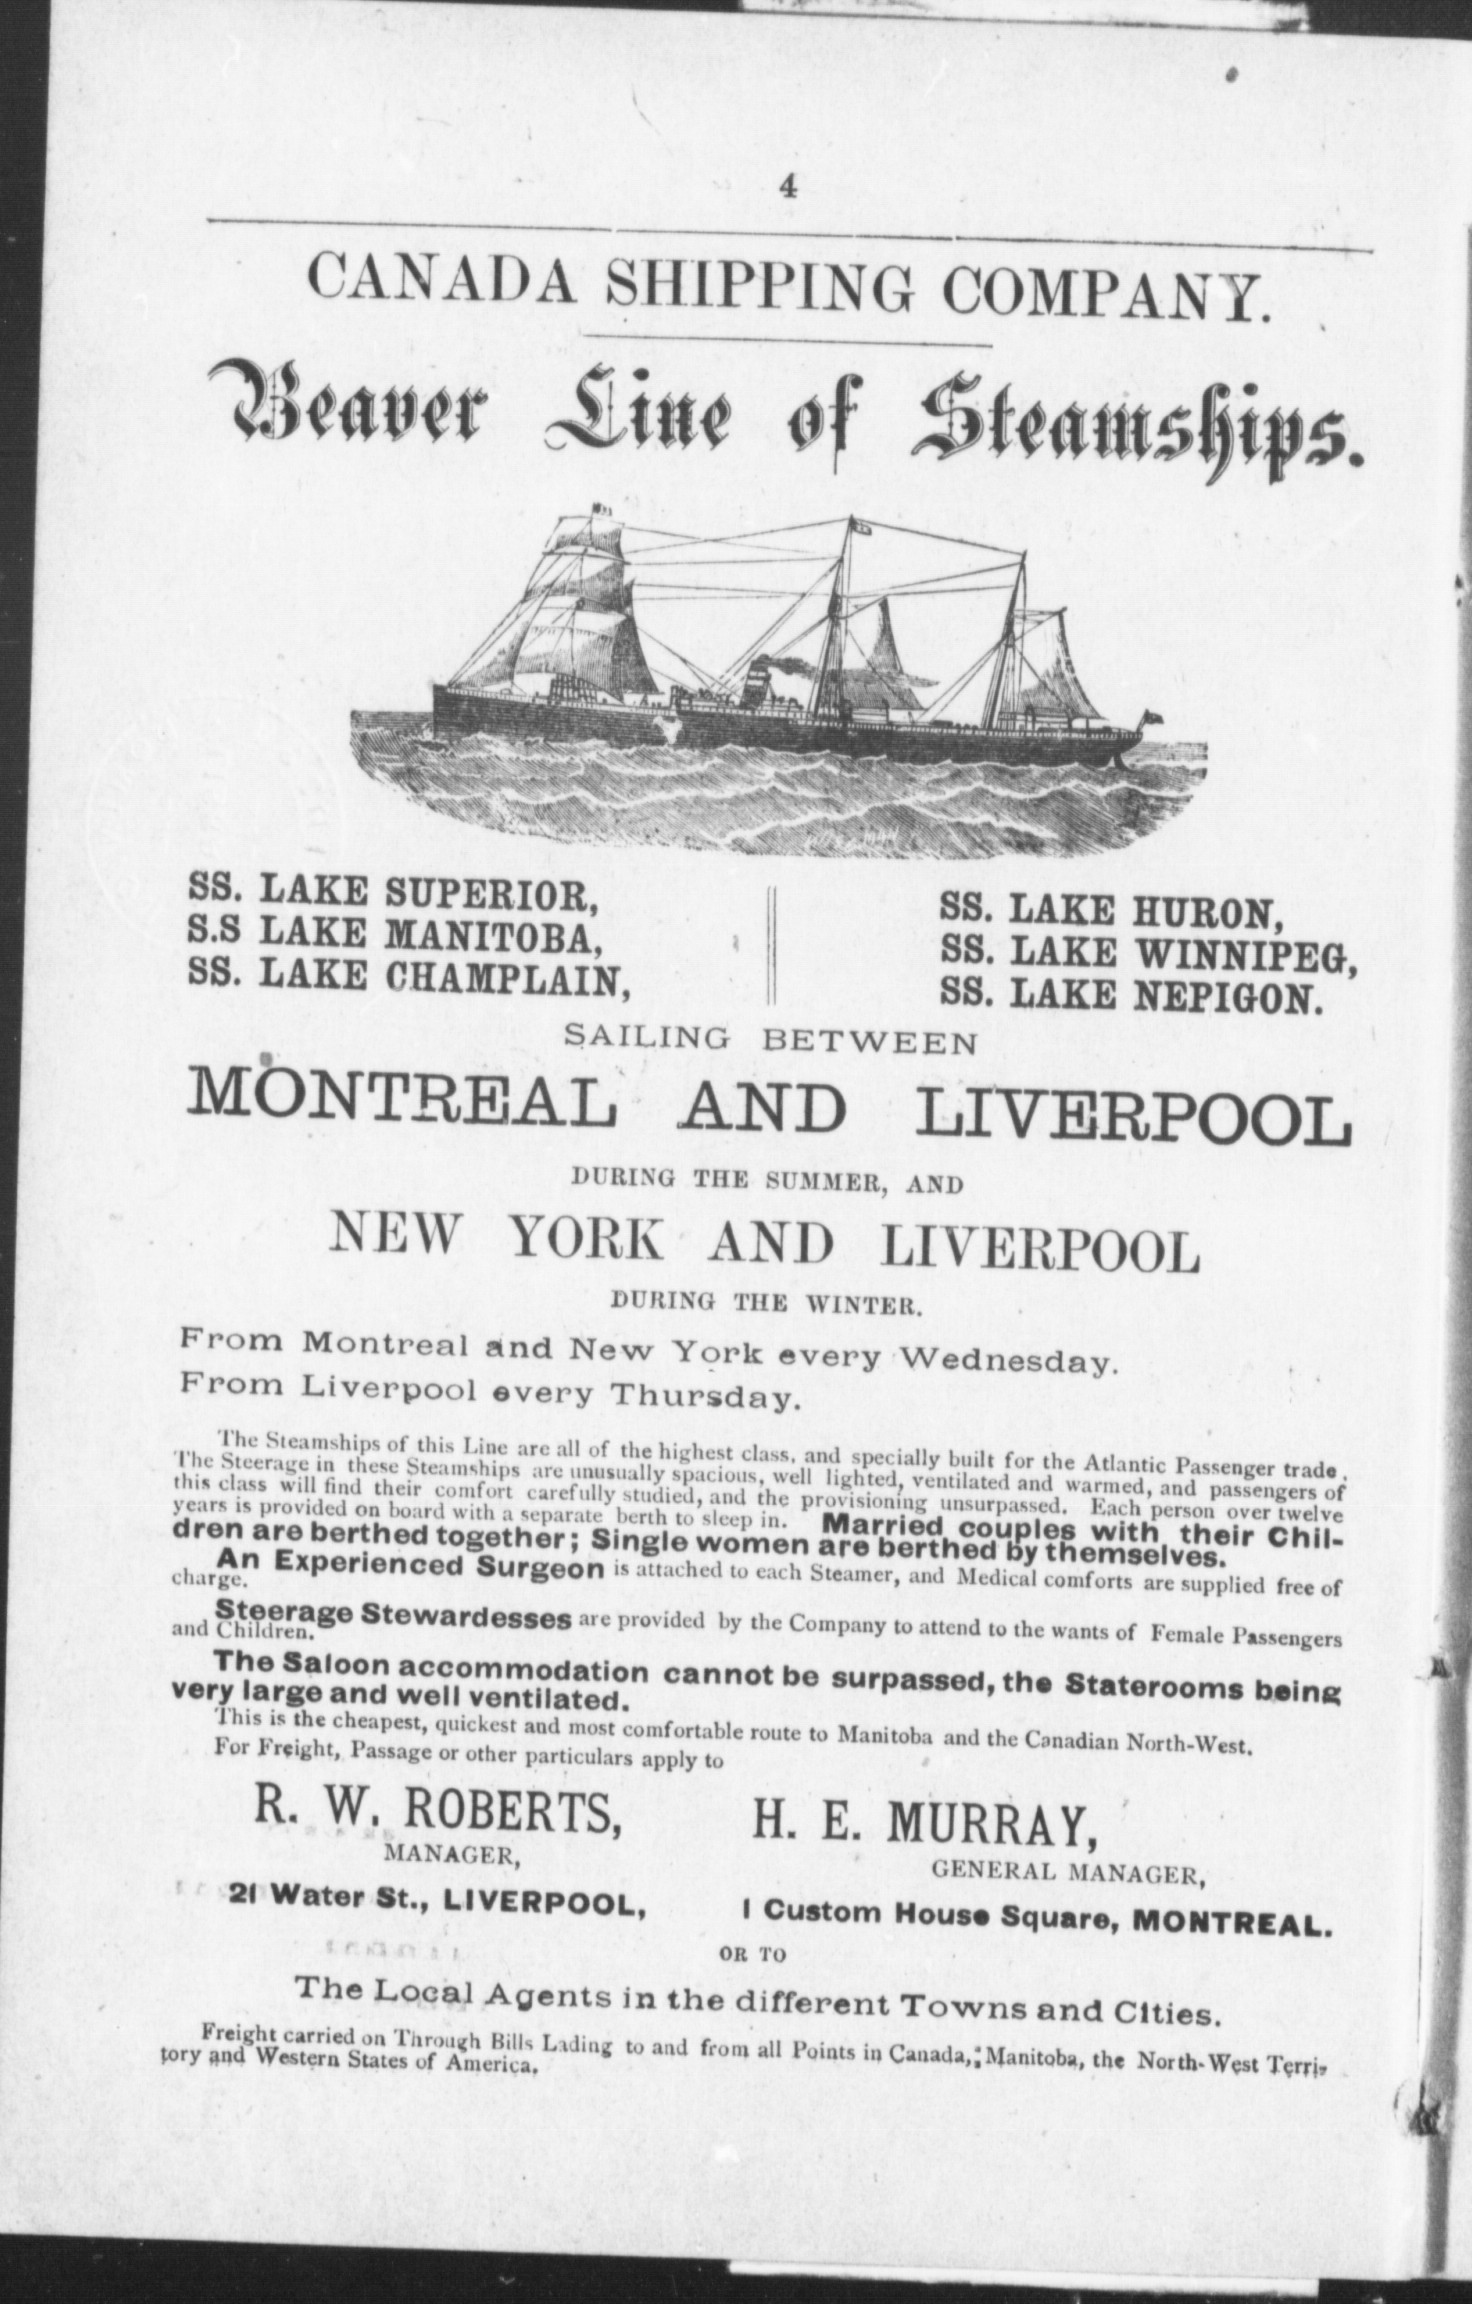 4
CANADA SHIPPING COMPANY.
Beaver Line of Steamships.
SS. LAKE SUPERIOR,
S.S LAKE MANITOBA,
SS. LAKE CHAMPLAIN,
SS. LAKE HURON,
SS. LAKE WINNIPEG,
SS. LAKE NEPIGON.
SAILING BETWEEN
MONTREAL AND LIVERPOOL
DURING THE SUMMER, AND
NEW YORK AND LIVERPOOL
DURING THE WINTER.
From Montreal and New York every Wednesday.
From Liverpool every Thursday.
The Steamships of this Line are all of the highest class, and specially built for the Atlantic Passenger trade.
The Steerage in these Steamships are unusually spacious, well lighted, ventilated and warmed, and passengers of
this class will find their comfort carefully studied, and the provisioning unsurpassed. Each person over twelve
years is provided on board with a separate berth to sleep in. Married couples with their Chil-
dren are berthed together; Single women are berthed by themselves.
An Experienced Surgeon is attached to each Steamer, and Medical comforts are supplied free of
charge.
Steerage Stewardesses are provided by the Company to attend to the wants of Female Passengers
and Children.
The Saloon accommodation cannot be surpassed, the Staterooms being
very large and well ventilated.
This is the cheapest, quickest and most comfortable route to Manitoba and the Canadian North-West.
For Freight, Passage or other particulars apply to
R. W. ROBERTS,
MANAGER,
21 Water St., LIVERPOOL,
H. E. MURRAY,
GENERAL MANAGER,
1 Custom House Square, MONTREAL.
OR TO
The Local Agents in the different Towns and Cities.
Freight carried on Through Bills Lading to and from all Points in Canada, Manitoba, the North-West Terri-
tory and Western States of America.